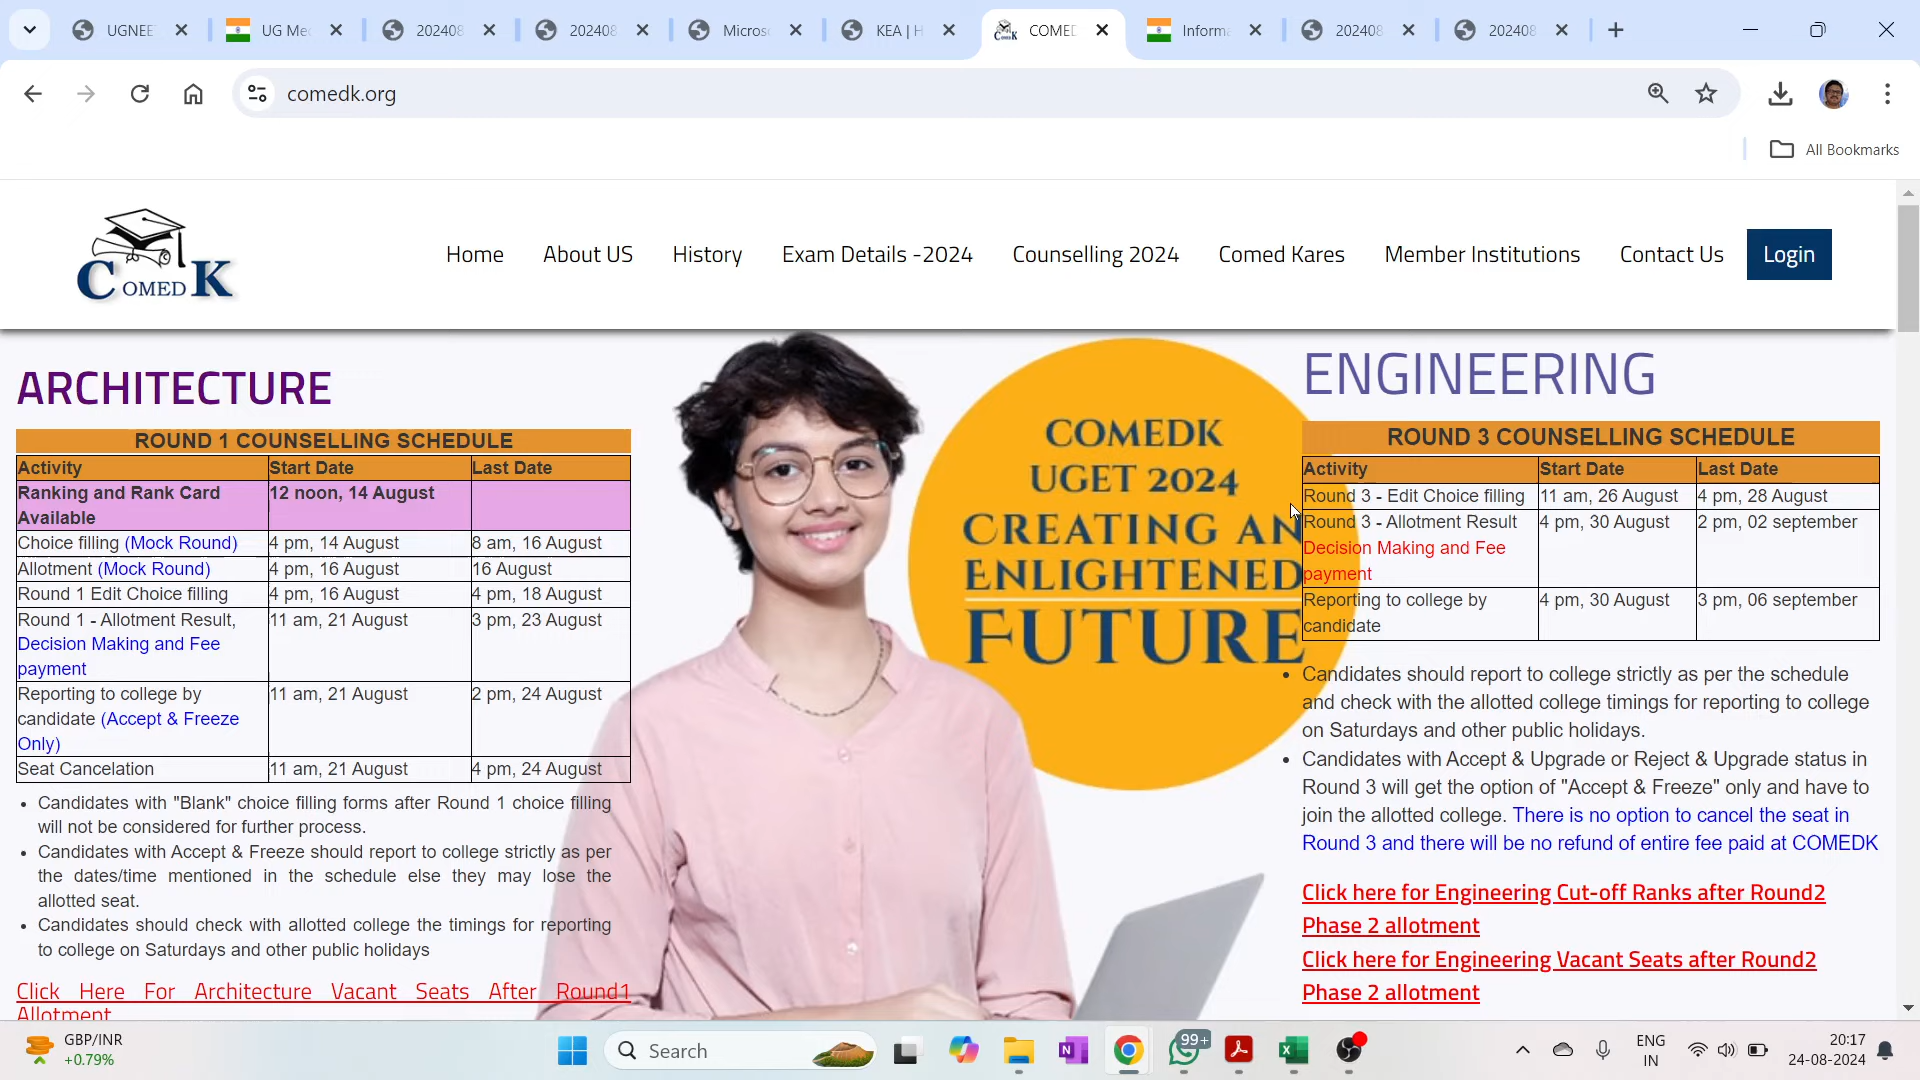 UGNEE
UG Me
202408
202408
Micros
KEA | H
COMED
Informa
202408
202408
comedk.org
All Bookmarks
COMEDK
Home
About US
History
Exam Details -2024
Counselling 2024
Comed Kares
Member Institutions
Contact Us
Login
ARCHITECTURE
ROUND 1 COUNSELLING SCHEDULE
Activity Start Date Last Date
Ranking and Rank Card 12 noon, 14 August
Available
Choice filling (Mock Round) 4 pm, 14 August 8 am, 16 August
Allotment (Mock Round) 4 pm, 16 August 16 August
Round 1 Edit Choice filling 4 pm, 16 August 4 pm, 18 August
Round 1 - Allotment Result, 11 am, 21 August 3 pm, 23 August
Decision Making and Fee
payment
Reporting to college by 11 am, 21 August 2 pm, 24 August
candidate (Accept & Freeze
Only)
Seat Cancelation 11 am, 21 August 4 pm, 24 August
Candidates with "Blank" choice filling forms after Round 1 choice filling
will not be considered for further process.
Candidates with Accept & Freeze should report to college strictly as per
the dates/time mentioned in the schedule else they may lose the
allotted seat.
Candidates should check with allotted college the timings for reporting
to college on Saturdays and other public holidays
Click Here For Architecture Vacant Seats After Round1
Allotment
COMEDK
UGET 2024
CREATING AN
ENLIGHTENED
FUTURE
ENGINEERING
ROUND 3 COUNSELLING SCHEDULE
Activity Start Date Last Date
Round 3 - Edit Choice filling 11 am, 26 August 4 pm, 28 August
Round 3 - Allotment Result 4 pm, 30 August 2 pm, 02 september
Decision Making and Fee
payment
Reporting to college by 4 pm, 30 August 3 pm, 06 september
candidate
Candidates should report to college strictly as per the schedule
and check with the allotted college timings for reporting to college
on Saturdays and other public holidays.
Candidates with Accept & Upgrade or Reject & Upgrade status in
Round 3 will get the option of "Accept & Freeze" only and have to
join the allotted college. There is no option to cancel the seat in
Round 3 and there will be no refund of entire fee paid at COMEDK
Click here for Engineering Cut-off Ranks after Round2
Phase 2 allotment
Click here for Engineering Vacant Seats after Round2
Phase 2 allotment
GBP/INR
+0.79%
Search
99+
ENG
IN
20:17
24-08-2024